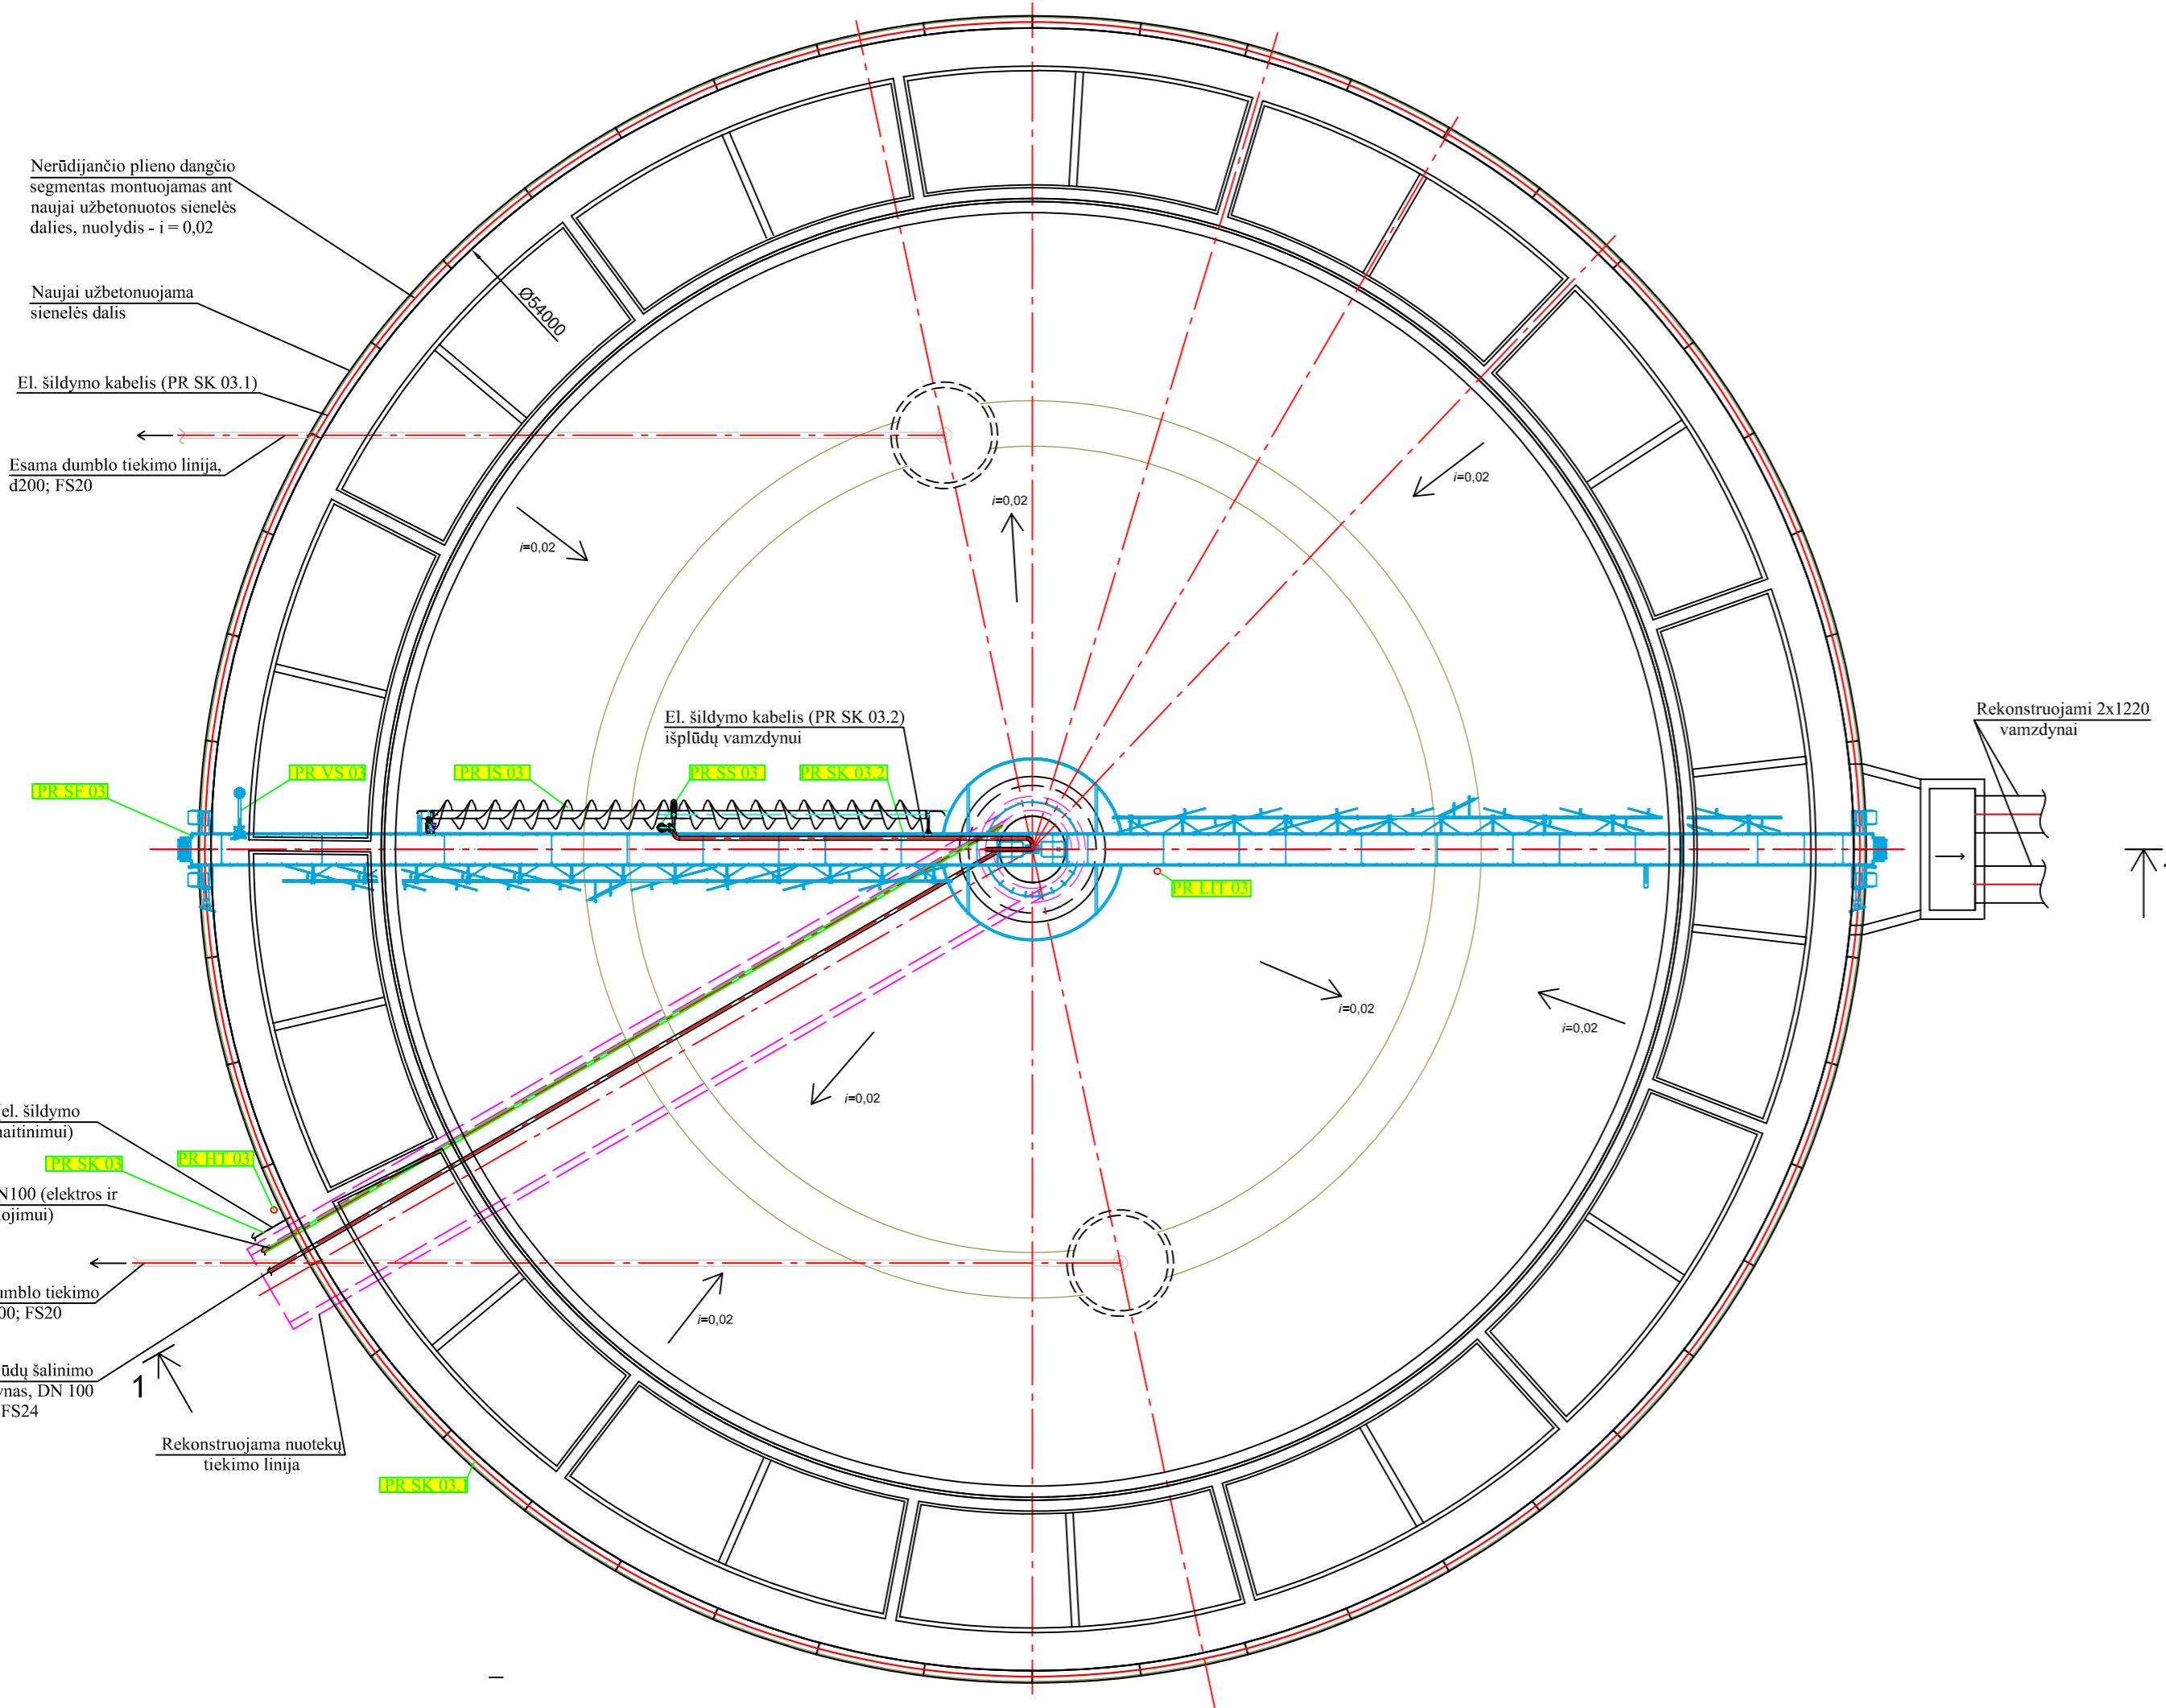 Nerūdijančio plieno dangčio
segmentas montuojamas ant
naujai užbetonuotos sienelės
dalies, nuolydis - i = 0,02
Naujai užbetonuojama
sienelės dalis
Ø54000
El. šildymo kabelis (PR SK 03.1)
Esama dumblo tiekimo linija,
d200; FS20
i=0,02
i=0,02
i=0,02
El. šildymo kabelis (PR SK 03.2)
išplūdų vamzdynui
Rekonstruojami 2x1220
vamzdynai
PR SF 03
PR VS 03
PR IS 03
PR SS 03
PR SK 03.2
PR LIT 03
i=0,02
i=0,02
i=0,02
i=0,02
el. šildymo
maitinimui)
PR SK 03
PR HT 03
N100 (elektros ir
lojimui)
umblo tiekimo
00; FS20
ūdų šalinimo
ynas, DN 100
FS24
1
Rekonstruojama nuotekų
tiekimo linija
PR SK 03.1